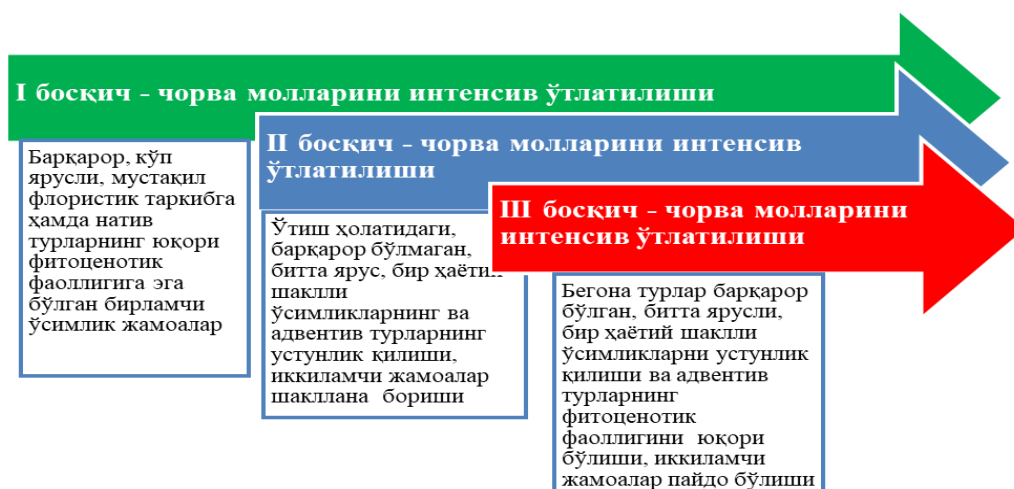 I босқич - чорва молларини интенсив ўтлатилиши
Барқарор, кўп
ярусли, мустақил
флористик таркибга
ҳамда натив
турларнинг юқори
фитоценотик
фаоллигига эга
бўлган бирламчи
ўсимлик жамоалар
II босқич - чорва молларини интенсив
ўтлатилиши
Ўтиш ҳолатидаги,
барқарор бўлмаган,
битта ярус, бир ҳаётий
шаклли
ўсимликларнинг ва
адвентив турларнинг
устунлик қилиши,
иккиламчи жамоалар
шакллана бориши
III босқич - чорва молларини
интенсив ўтлатилиши
Бегона турлар барқарор
бўлган, битта ярусли,
бир ҳаётий шаклли
ўсимликларни устунлик
қилиши ва адвентив
турларнинг
фитоценотик
фаоллигини юқори
бўлиши, иккиламчи
жамоалар пайдо бўлиши